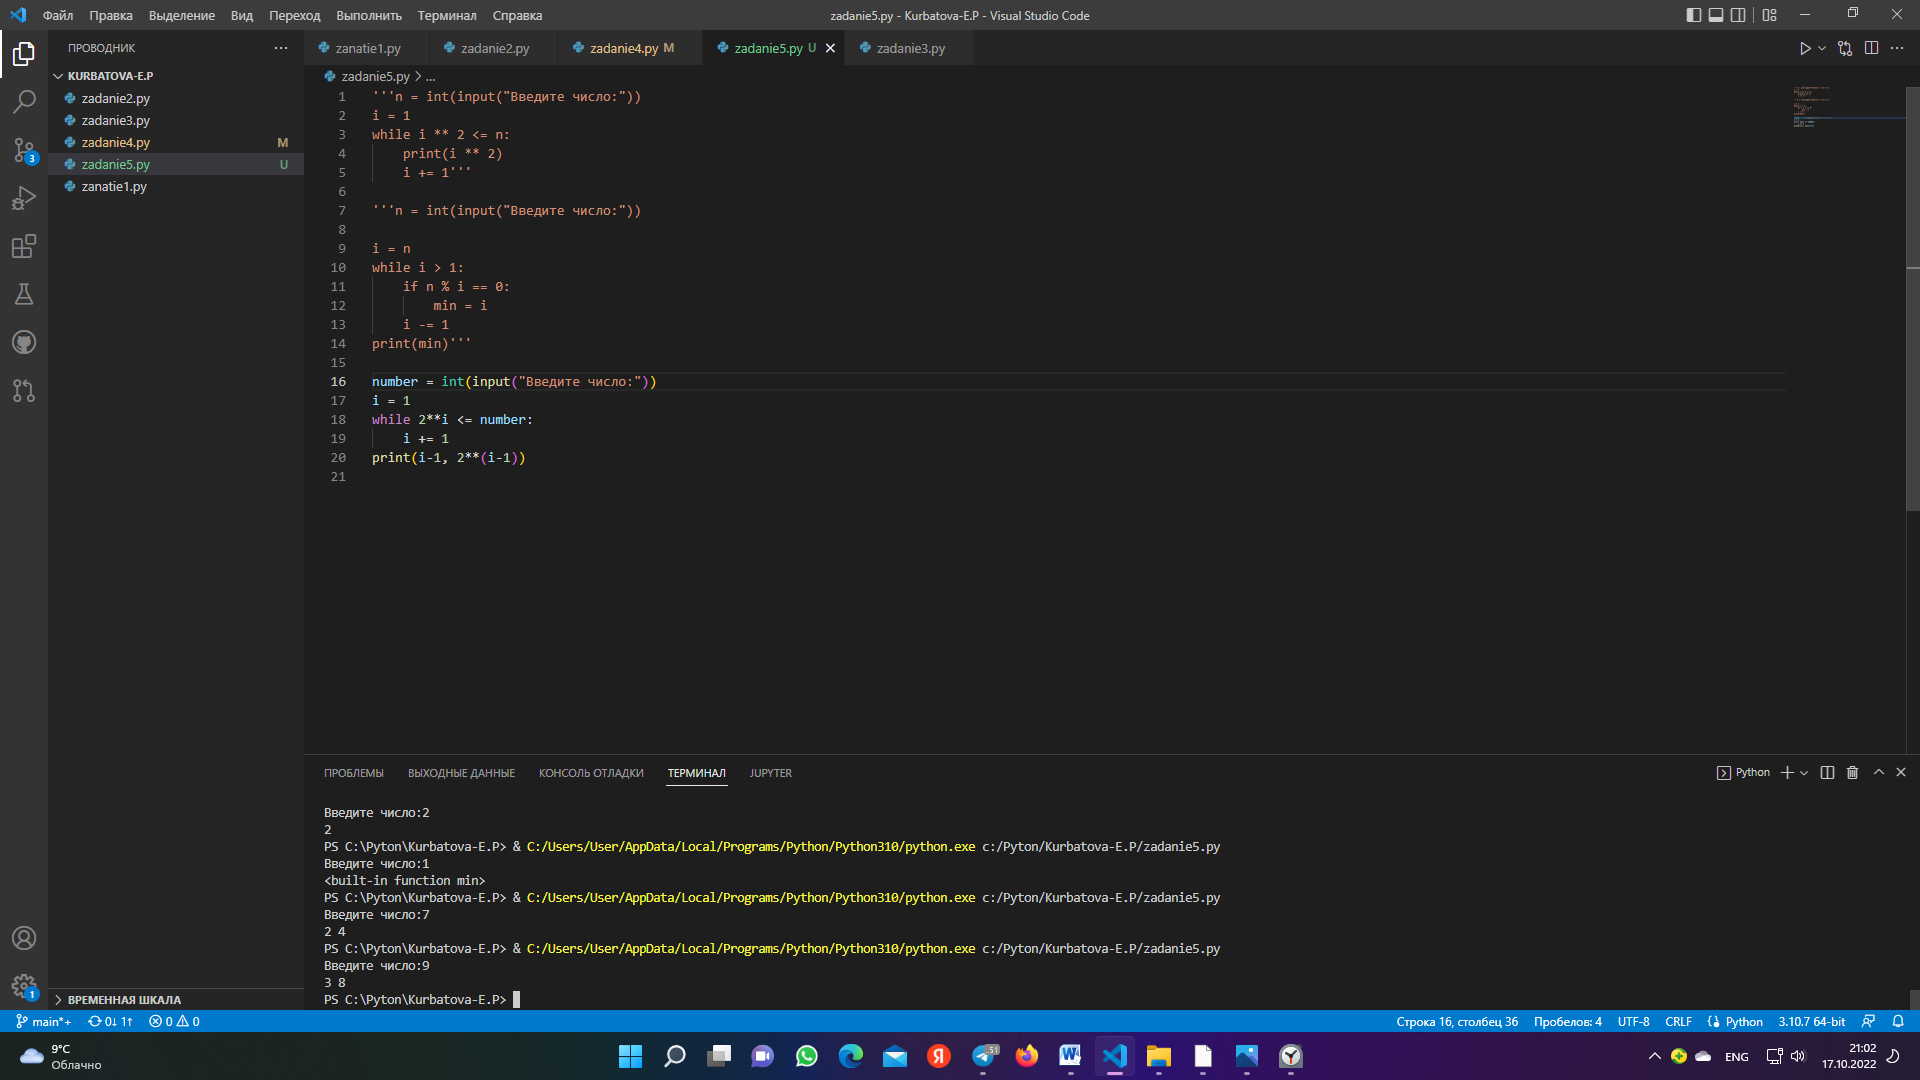 Файл Правка Выделение Вид Переход Выполнить Терминал Справка
zadanie5.py - Kurbatova-E.P - Visual Studio Code
ПРОВОДНИК
KURBATOVA-E.P
zadanie2.py
zadanie3.py
zadanie4.py M
zadanie5.py U
zanatie1.py
ВРЕМЕННАЯ ШКАЛА
3
1
zanatie1.py zadanie2.py zadanie4.py M zadanie5.py U zadanie3.py
zadanie5.py > ...
1 '''n = int(input("Введите число:"))
2 i = 1
3 while i ** 2 <= n:
4     print(i ** 2)
5     i += 1'''
6
7 '''n = int(input("Введите число:"))
8
9 i = n
10 while i > 1:
11     if n % i == 0:
12         min = i
13     i -= 1
14 print(min)'''
15
16 number = int(input("Введите число:"))
17 i = 1
18 while 2**i <= number:
19     i += 1
20 print(i-1, 2**(i-1))
21
ПРОБЛЕМЫ ВЫХОДНЫЕ ДАННЫЕ КОНСОЛЬ ОТЛАДКИ ТЕРМИНАЛ JUPYTER
Python
Введите число:2
2
PS C:\Pyton\Kurbatova-E.P> & C:/Users/User/AppData/Local/Programs/Python/Python310/python.exe c:/Pyton/Kurbatova-E.P/zadanie5.py
Введите число:1
<built-in function min>
PS C:\Pyton\Kurbatova-E.P> & C:/Users/User/AppData/Local/Programs/Python/Python310/python.exe c:/Pyton/Kurbatova-E.P/zadanie5.py
Введите число:7
2 4
PS C:\Pyton\Kurbatova-E.P> & C:/Users/User/AppData/Local/Programs/Python/Python310/python.exe c:/Pyton/Kurbatova-E.P/zadanie5.py
Введите число:9
3 8
PS C:\Pyton\Kurbatova-E.P>
main*+ 0↓ 1↑ 0 0
Строка 16, столбец 36 Пробелов: 4 UTF-8 CRLF Python 3.10.7 64-bit
9°C
Облачно
51
ENG
21:02
17.10.2022